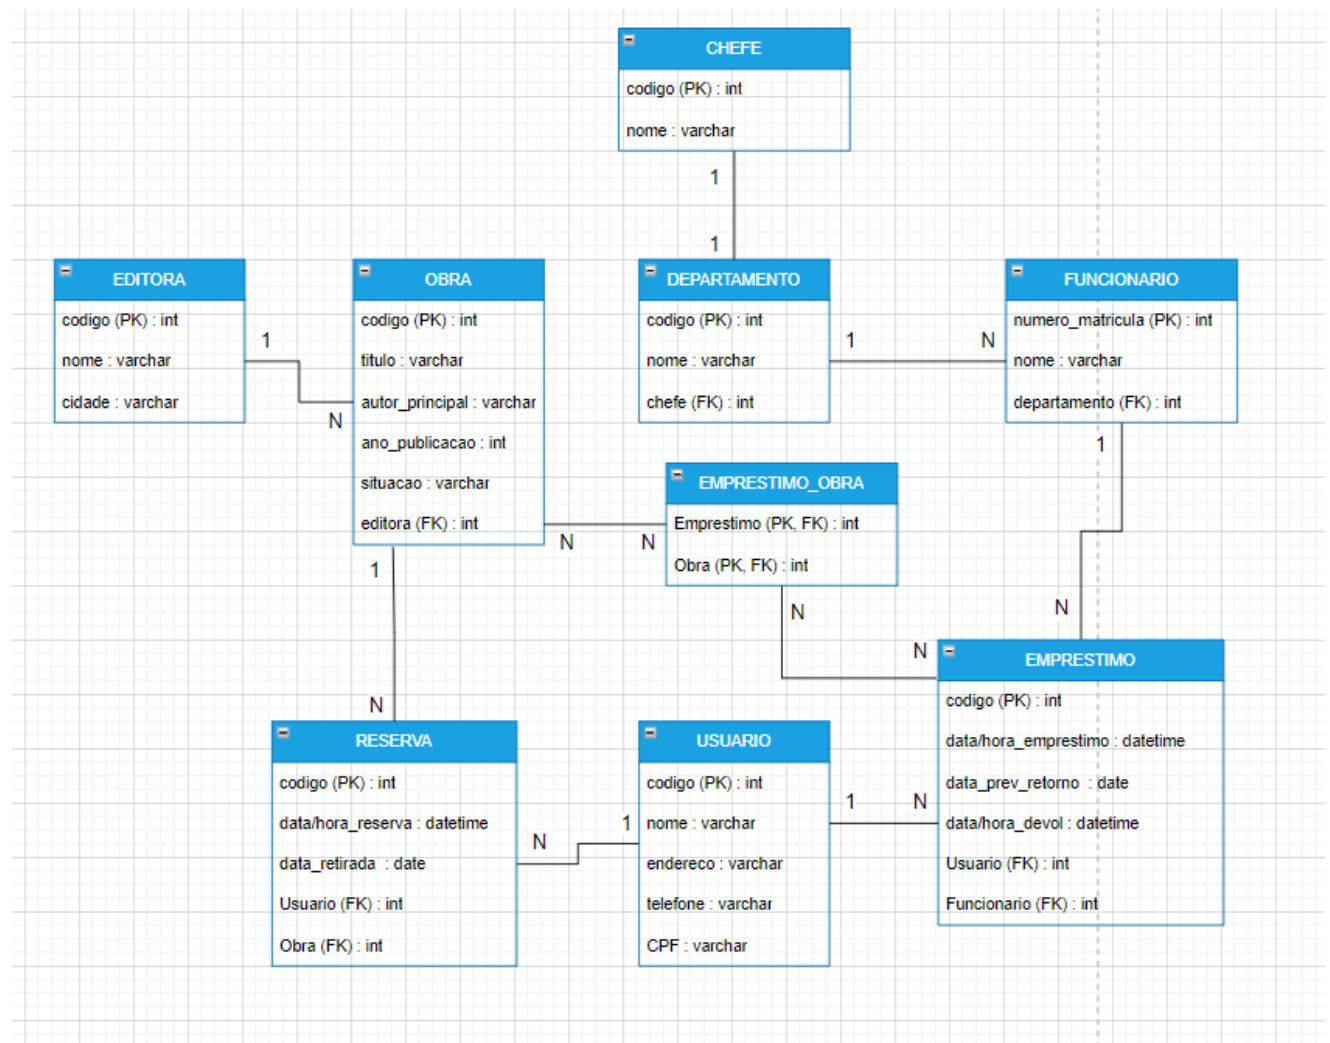 CHEFE
codigo (PK) : int
nome : varchar
1
1
EDITORA
codigo (PK) : int
nome : varchar
cidade : varchar
1
N
OBRA
codigo (PK) : int
titulo : varchar
autor_principal : varchar
ano_publicacao : int
situacao : varchar
editora (FK) : int
DEPARTAMENTO
codigo (PK) : int
nome : varchar
chefe (FK) : int
1
N
FUNCIONARIO
numero_matricula (PK) : int
nome : varchar
departamento (FK) : int
1
N
EMPRESTIMO_OBRA
Emprestimo (PK, FK) : int
Obra (PK, FK) : int
N
N
N
N
1
N
EMPRESTIMO
codigo (PK) : int
data/hora_emprestimo : datetime
data_prev_retorno : date
data/hora_devol : datetime
Usuario (FK) : int
Funcionario (FK) : int
RESERVA
codigo (PK) : int
data/hora_reserva : datetime
data_retirada : date
Usuario (FK) : int
Obra (FK) : int
N
1
USUARIO
codigo (PK) : int
nome : varchar
endereco : varchar
telefone : varchar
CPF : varchar
1
N